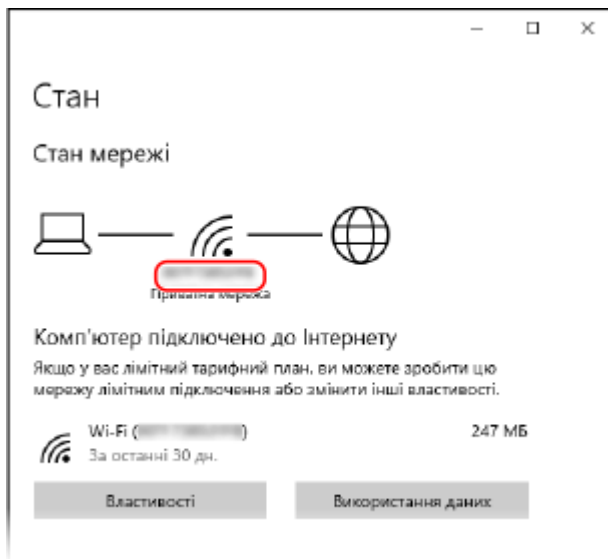 Стан
Стан мережі
Приватна мережа
Комп'ютер підключено до Інтернету
Якщо у вас лімітний тарифний план, ви можете зробити цю
мережу лімітним підключення або змінити інші властивості.
Wi-Fi ( )
247 МБ
За останні 30 дн.
Властивості
Використання даних